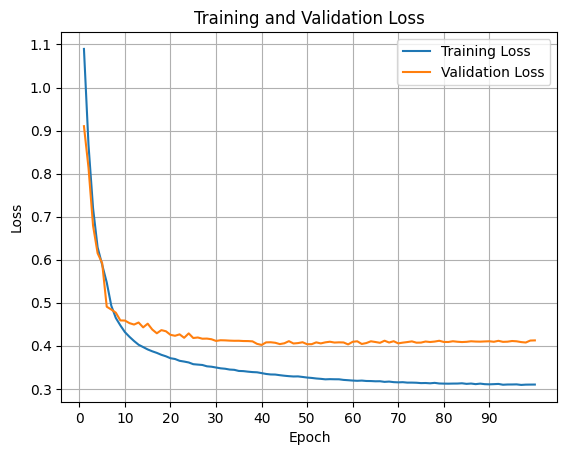 Training and Validation Loss
Training Loss
Validation Loss
Loss
1.1
1.0
0.9
0.8
0.7
0.6
0.5
0.4
0.3
0 10 20 30 40 50 60 70 80 90
Epoch